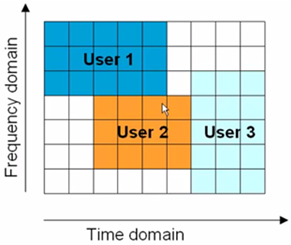 Frequency domain
User 1
User 2
User 3
Time domain